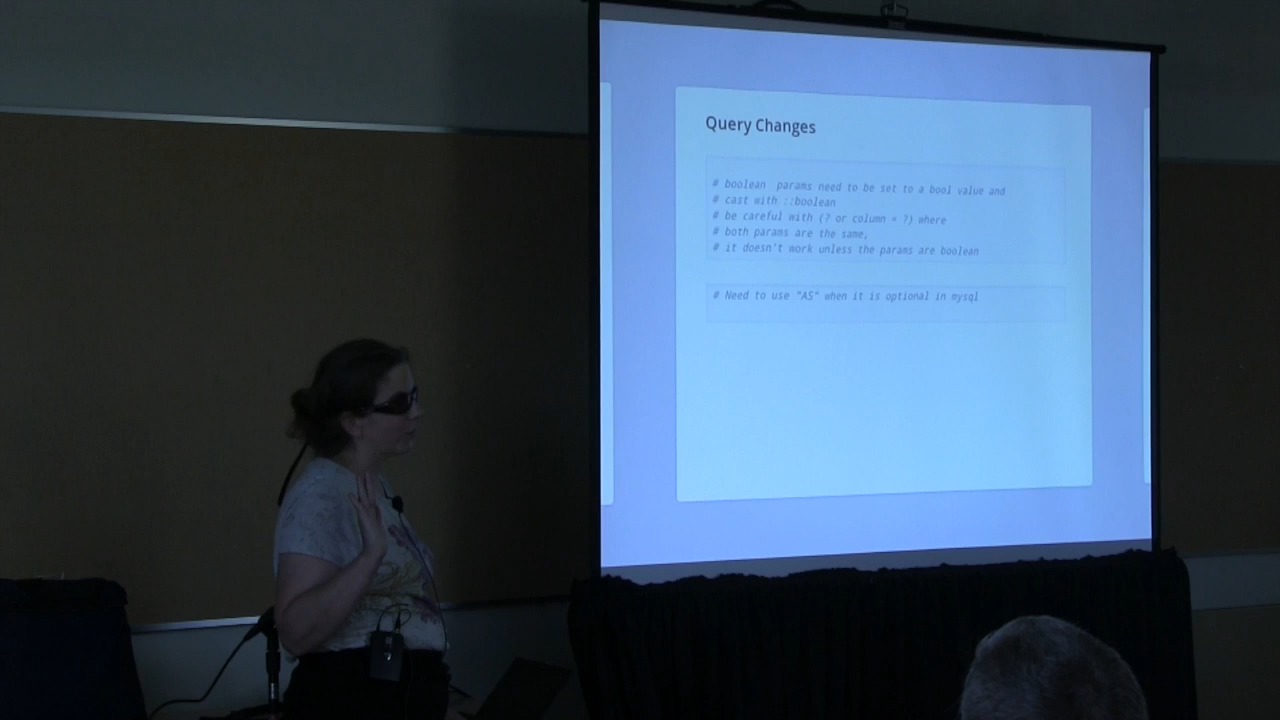 Query Changes
# boolean  params need to be set to a bool value and
# cast with ::boolean
# be careful with (? or column = ?) where
# both params are the same,
# it doesn't work unless the params are boolean
# Need to use "AS" when it is optional in mysql